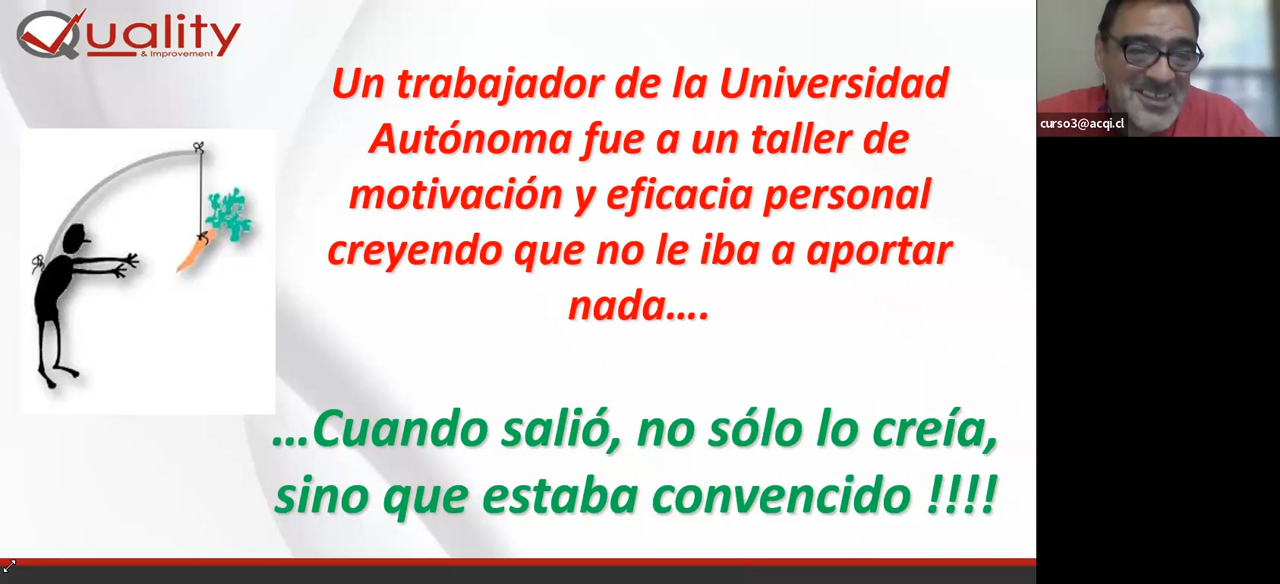 Quality
& Improvement
Un trabajador de la Universidad
Autónoma fue a un taller de
motivación y eficacia personal
creyendo que no le iba a aportar
nada....
...Cuando salió, no sólo lo creía,
sino que estaba convencido !!!!
curso3@acqi.cl